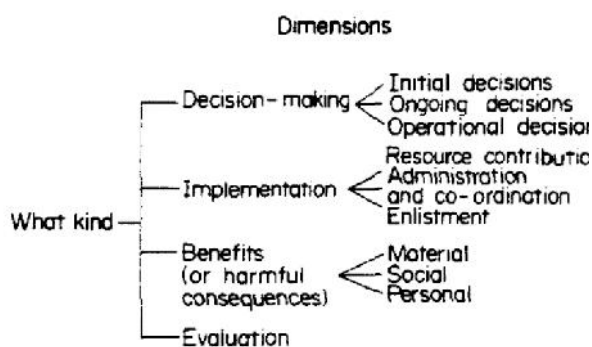 Dimensions
What kind
Decision-making
Initial decisions
Ongoing decisions
Operational decision
Implementation
Resource contributio
Administration
and co-ordination
Enlistment
Benefits
(or harmful
consequences)
Material
Social
Personal
Evaluation